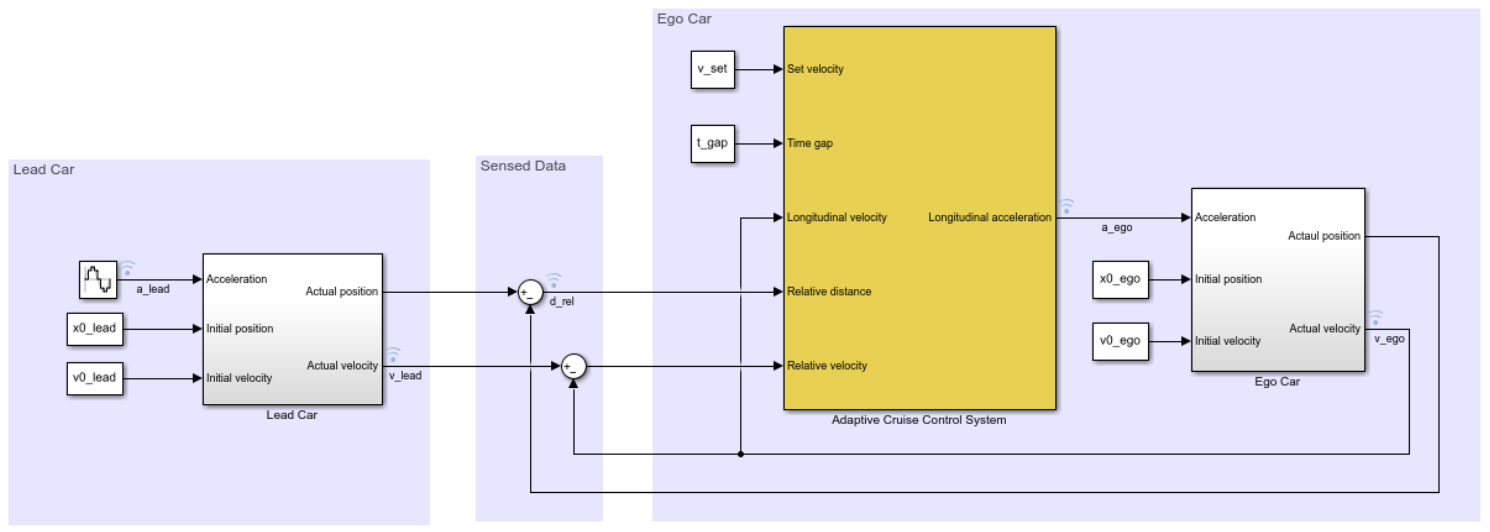 Ego Car
v_set
Set velocity
t_gap
Time gap
Lead Car
Sensed Data
Longitudinal velocity
Longitudinal acceleration
a_ego
Acceleration
Actaul position
x0_ego
Initial position
Actual velocity
v_ego
v0_ego
Initial velocity
Ego Car
a_lead
Acceleration
Actual position
x0_lead
Initial position
Actual velocity
v_lead
v0_lead
Initial velocity
Lead Car
+
-
d_rel
Relative distance
+
-
Relative velocity
Adaptive Cruise Control System